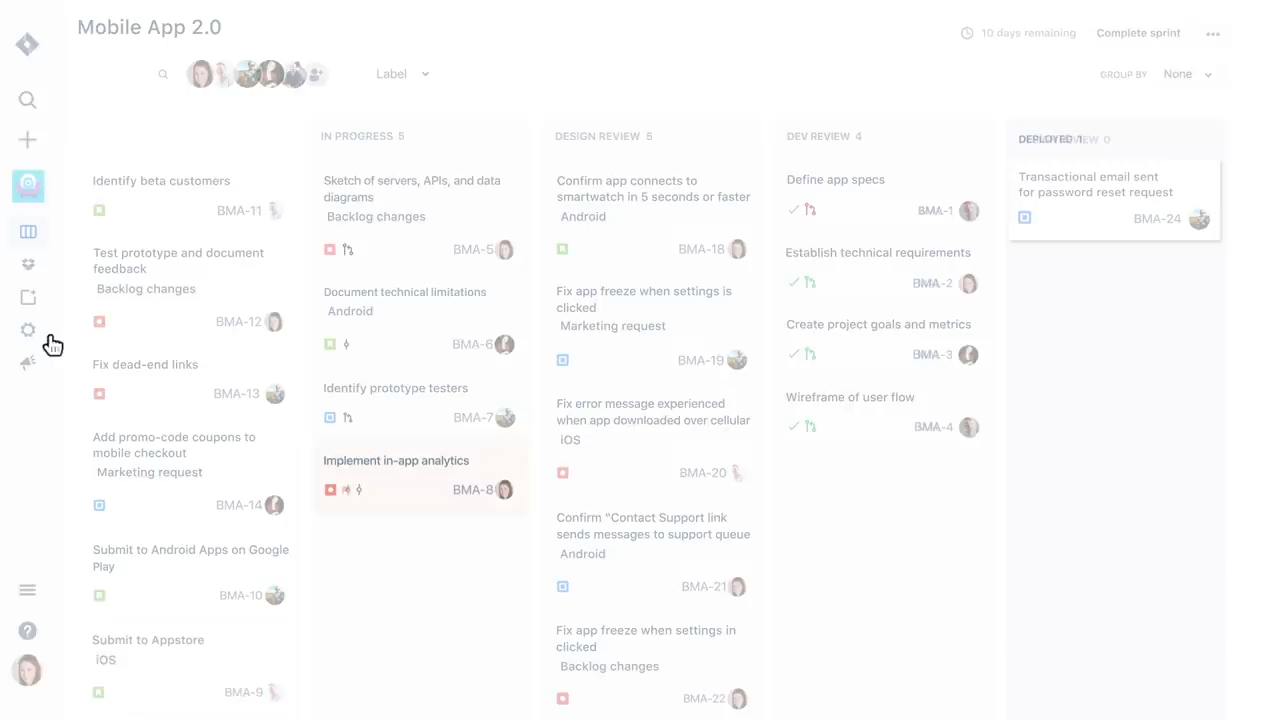 Mobile App 2.0
10 days remaining
Complete sprint
Label
GROUP BY
None
Identify beta customers
BMA-11
Test prototype and document
feedback
Backlog changes
BMA-12
Fix dead-end links
BMA-13
Add promo-code coupons to
mobile checkout
Marketing request
BMA-14
Submit to Android Apps on Google
Play
BMA-10
Submit to Appstore
iOS
BMA-9
IN PROGRESS 5
Sketch of servers, APIs, and data
diagrams
Backlog changes
BMA-5
Document technical limitations
Android
BMA-6
Identify prototype testers
BMA-7
Implement in-app analytics
BMA-8
DESIGN REVIEW 5
Confirm app connects to
smartwatch in 5 seconds or faster
Android
BMA-18
Fix app freeze when settings is
clicked
Marketing request
BMA-19
Fix error message experienced
when app downloaded over cellular
iOS
BMA-20
Confirm "Contact Support link
sends messages to support queue
Android
BMA-21
Fix app freeze when settings in
clicked
Backlog changes
BMA-22
DEV REVIEW 4
Define app specs
BMA-1
Establish technical requirements
BMA-2
Create project goals and metrics
BMA-3
Wireframe of user flow
BMA-4
DEPLOYED
Transactional email sent
for password reset request
BMA-24